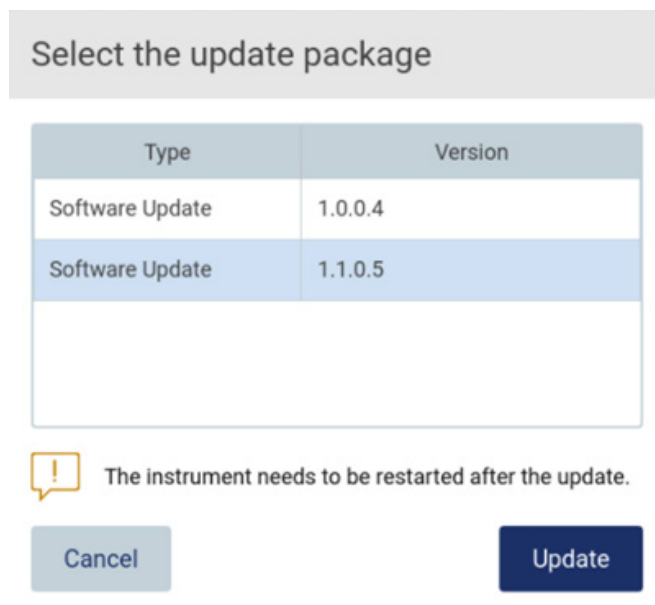 Select the update package
Type Version
Software Update 1.0.0.4
Software Update 1.1.0.5
! The instrument needs to be restarted after the update.
Cancel Update